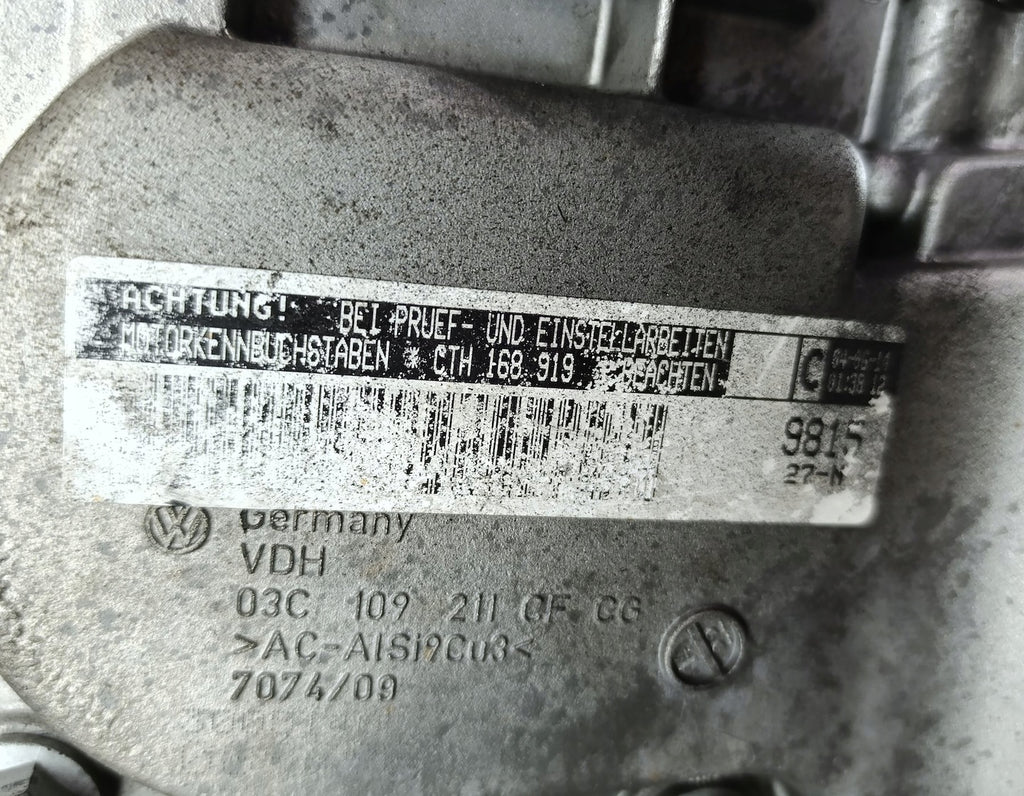 ACHTUNG! BEI PRUEF- UND EINSTELLARBEITEN
MOTORKENNBUCHSTABEN * CTH 168 919 * BEACHTEN
C
9815
27-M
Germany
VDH
03C 109 211 CF CG
>AC-AlSi9Cu3<
7074/09